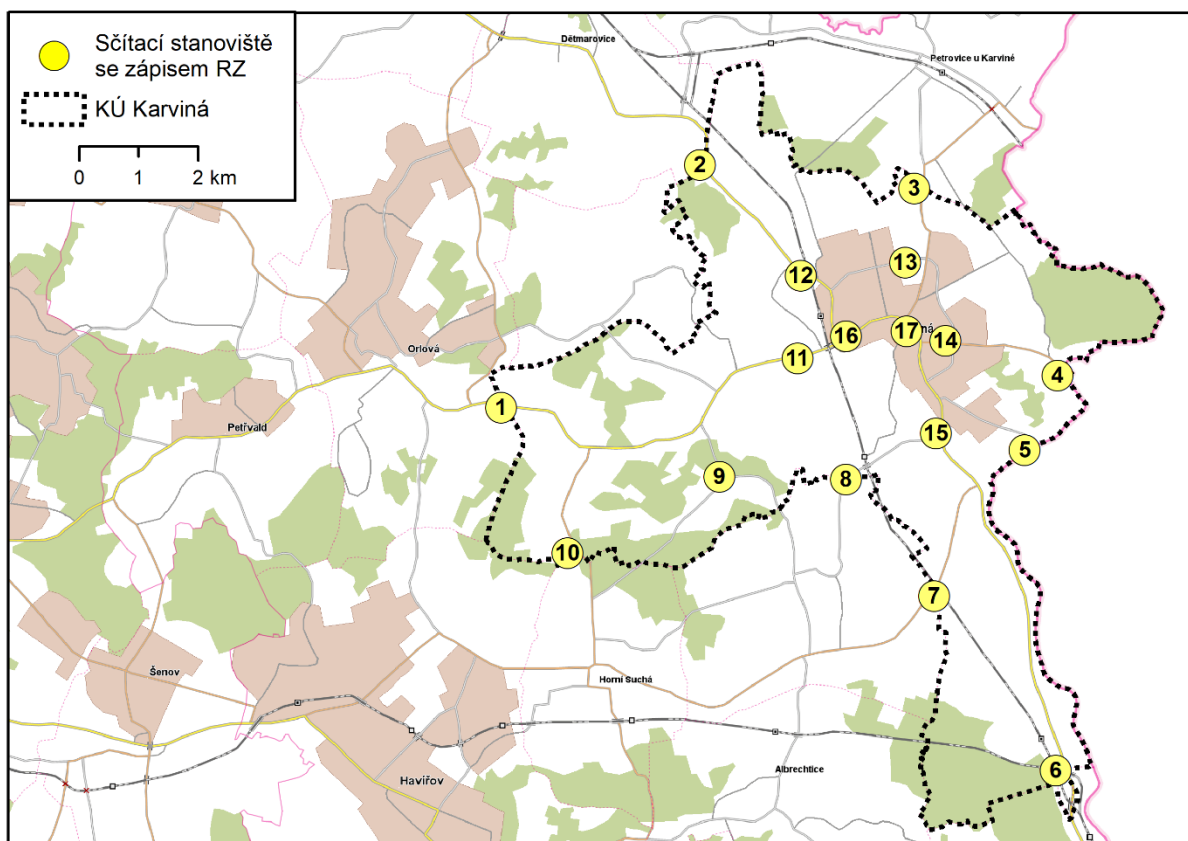 Sčítací stanoviště
se zápisem RZ
KÚ Karviná
0 1 2 km
Dětmarovice
Petrovice u Karviné
2
3
13
12
17
16
14
ná
11
Orlová
4
1
Petřvald
15
5
9
8
10
7
Šenov
Horní Suchá
6
Albrechtice
Havířov